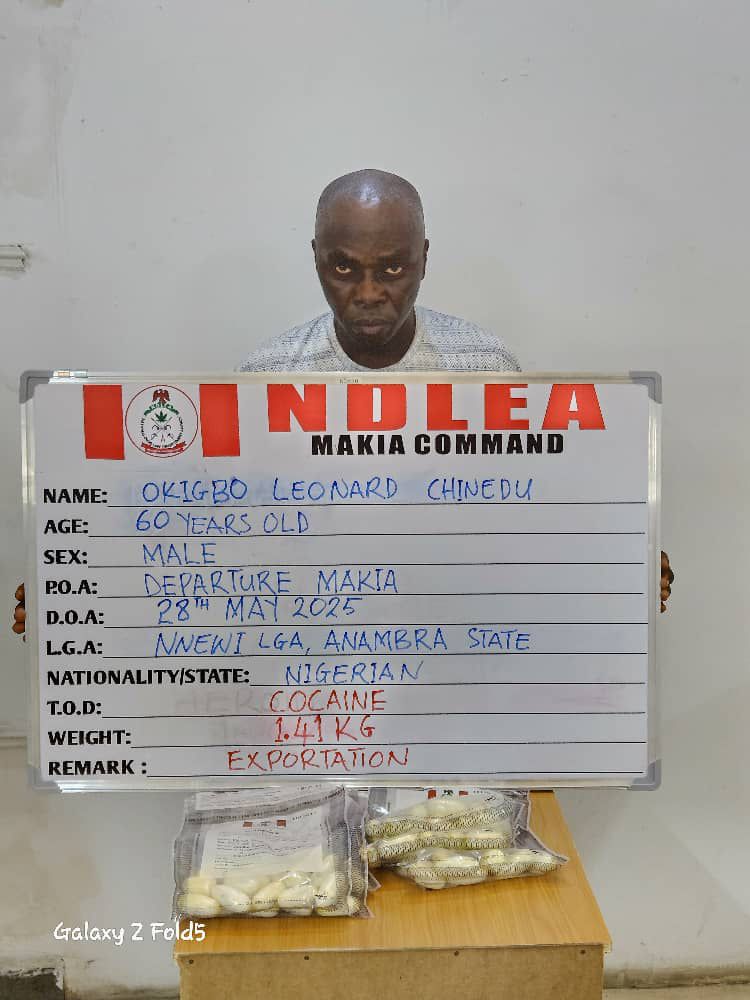 NDLEA
MAKIA COMMAND
NAME: OKIGBO LEONARD CHINEDU
AGE: 60 YEARS OLD
SEX: MALE
P.O.A: DEPARTURE MAKIA
D.O.A: 28TH MAY 2025
L.G.A: NNEWI LGA, ANAMBRA STATE
NATIONALITY/STATE: NIGERIAN
T.O.D: COCAINE
WEIGHT: 1.41 KG
REMARK : EXPORTATION
Galaxy Z Fold5